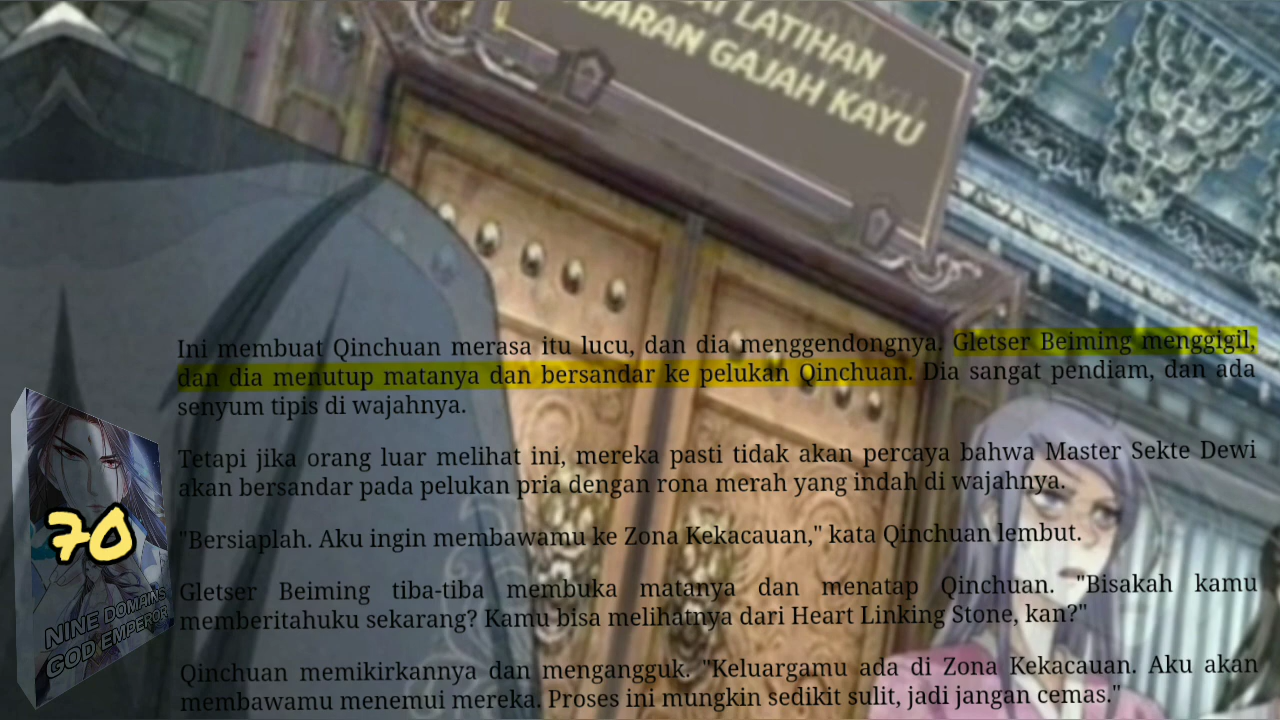 LATIHAN
GARAN GAJAH KAYU
Ini membuat Qinchuan merasa itu lucu, dan dia menggendongnya. Gletser Beiming menggigil,
dan dia menutup matanya dan bersandar ke pelukan Qinchuan. Dia sangat pendiam, dan ada
senyum tipis di wajahnya.
Tetapi jika orang luar melihat ini, mereka pasti tidak akan percaya bahwa Master Sekte Dewi
akan bersandar pada pelukan pria dengan rona merah yang indah di wajahnya.
"Bersiaplah. Aku ingin membawamu ke Zona Kekacauan," kata Qinchuan lembut.
Gletser Beiming tiba-tiba membuka matanya dan menatap Qinchuan. "Bisakah kamu
memberitahuku sekarang? Kamu bisa melihatnya dari Heart Linking Stone, kan?"
Qinchuan memikirkannya dan mengangguk. "Keluargamu ada di Zona Kekacauan. Aku akan
membawamu menemui mereka. Proses ini mungkin sedikit sulit, jadi jangan cemas."
70
NINE DOMAINS
GOD EMPEROR